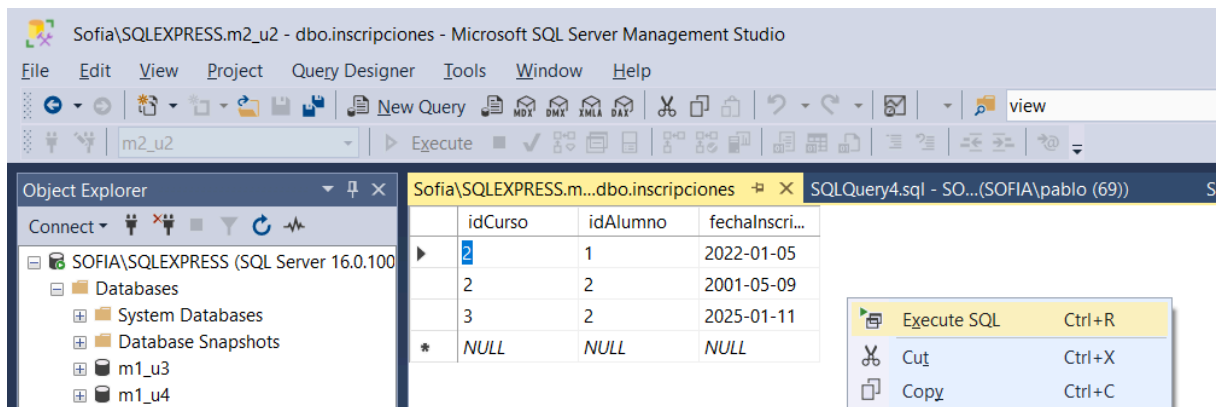 Sofia\SQLEXPRESS.m2_u2 - dbo.inscripciones - Microsoft SQL Server Management Studio
File Edit View Project Query Designer Tools Window Help
New Query MDX DMX XMLA DAX view
m2_u2 Execute
Object Explorer
Connect
SOFIA\SQLEXPRESS (SQL Server 16.0.100
Databases
System Databases
Database Snapshots
m1_u3
m1_u4
Sofia\SQLEXPRESS.m...dbo.inscripciones SQLQuery4.sql - SO...(SOFIA\pablo (69)) S
idCurso idAlumno fechaInscri...
2 1 2022-01-05
2 2 2001-05-09
3 2 2025-01-11
NULL NULL NULL
Execute SQL Ctrl+R
Cut Ctrl+X
Copy Ctrl+C